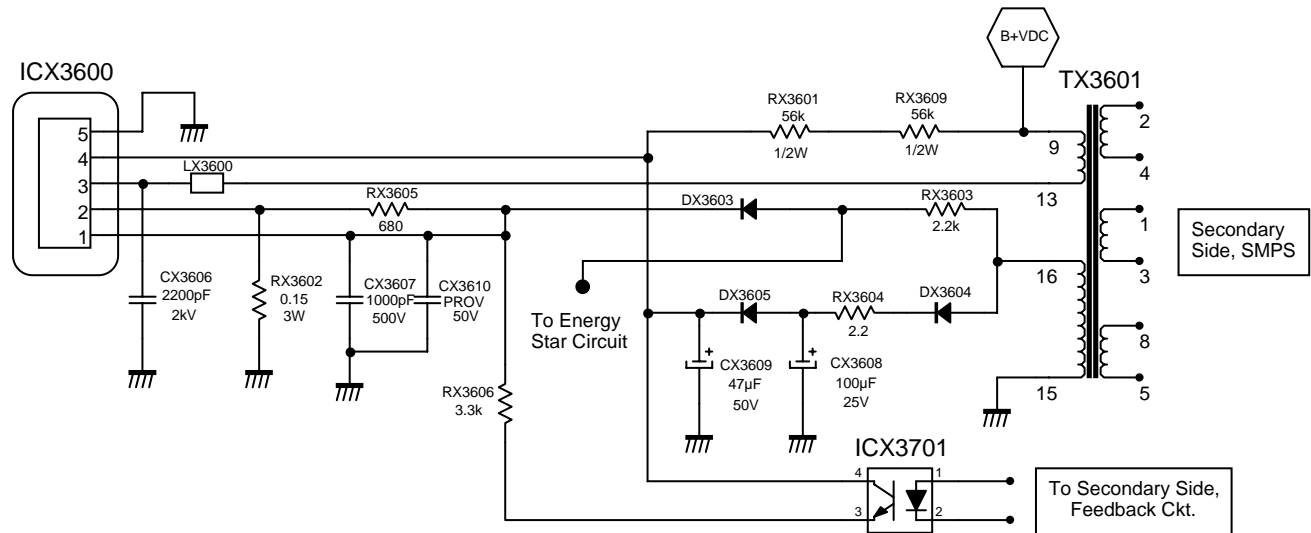 B+VDC
ICX3600
TX3601
RX3601
56k
1/2W
RX3609
56k
1/2W
5
4
3
2
1
LX3600
9
13
16
15
2
4
1
3
8
5
RX3605
680
DX3603
RX3603
2.2k
Secondary
Side, SMPS
CX3606
2200pF
2kV
RX3602
0.15
3W
CX3607
1000pF
500V
CX3610
PROV
50V
To Energy
Star Circuit
DX3605
RX3604
2.2
DX3604
+
CX3609
47µF
50V
+
CX3608
100µF
25V
RX3606
3.3k
ICX3701
4
3
1
2
To Secondary Side,
Feedback Ckt.